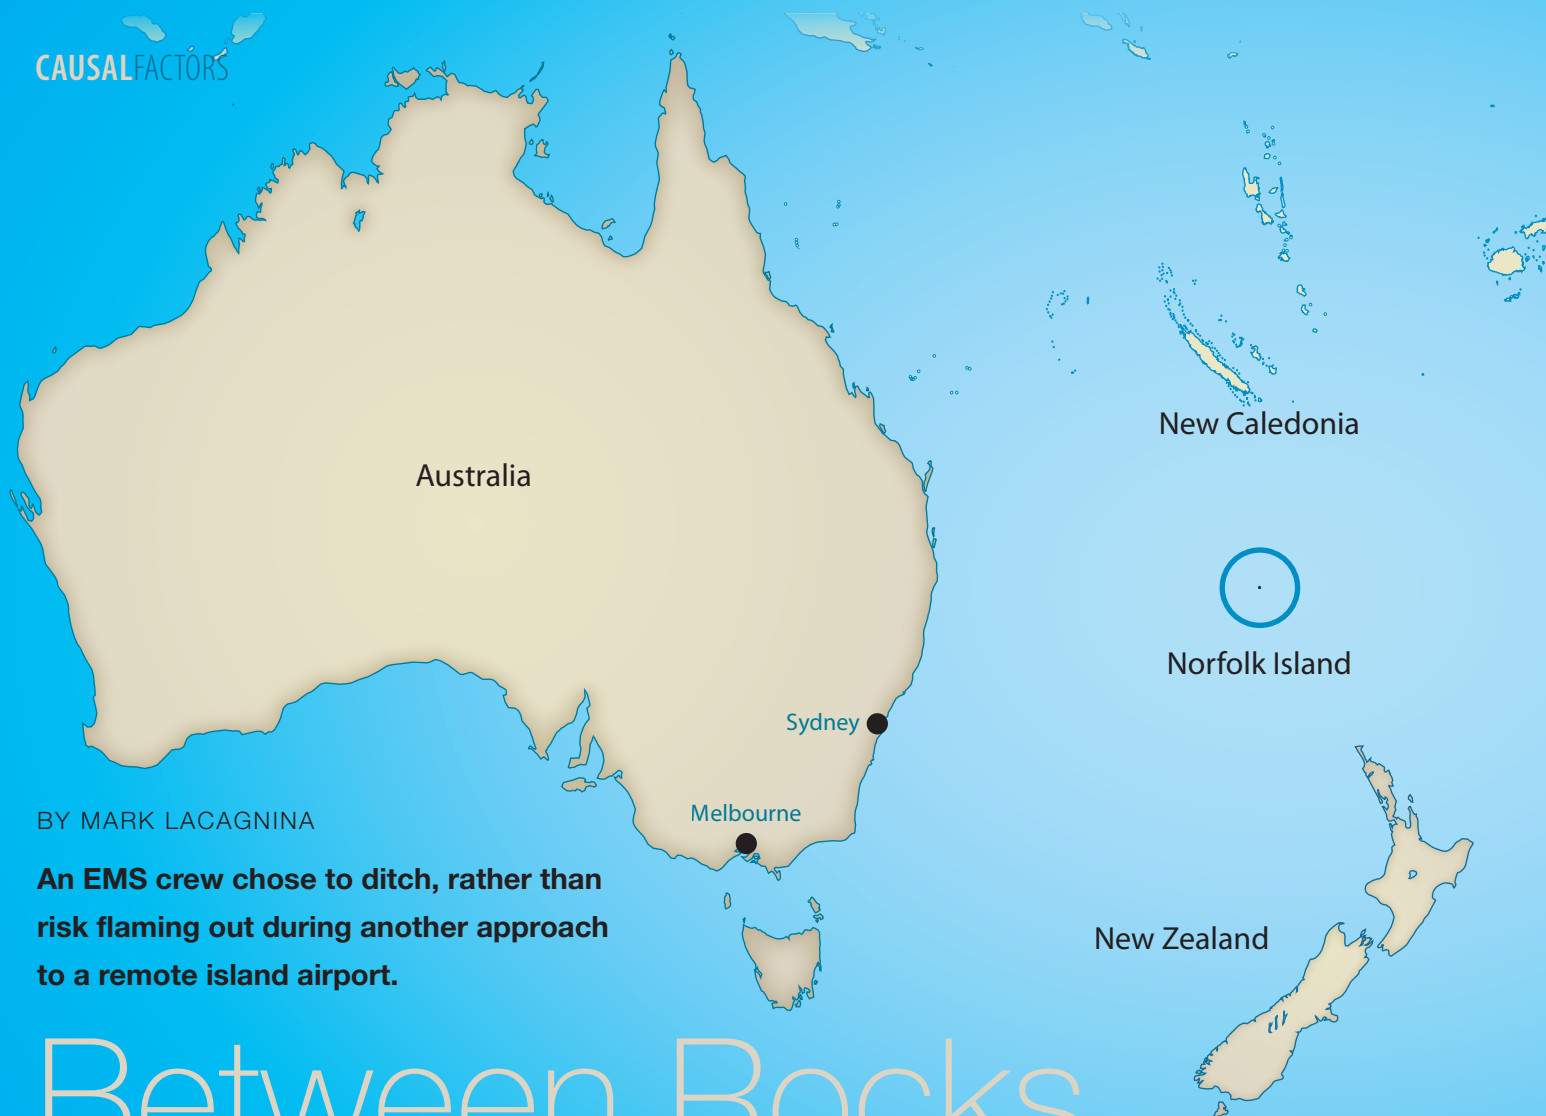 CAUSALFACTORS
Australia
New Caledonia
Norfolk Island
Sydney
Melbourne
New Zealand
BY MARK LACAGNINA
An EMS crew chose to ditch, rather than
risk flaming out during another approach
to a remote island airport.
Between Rocks